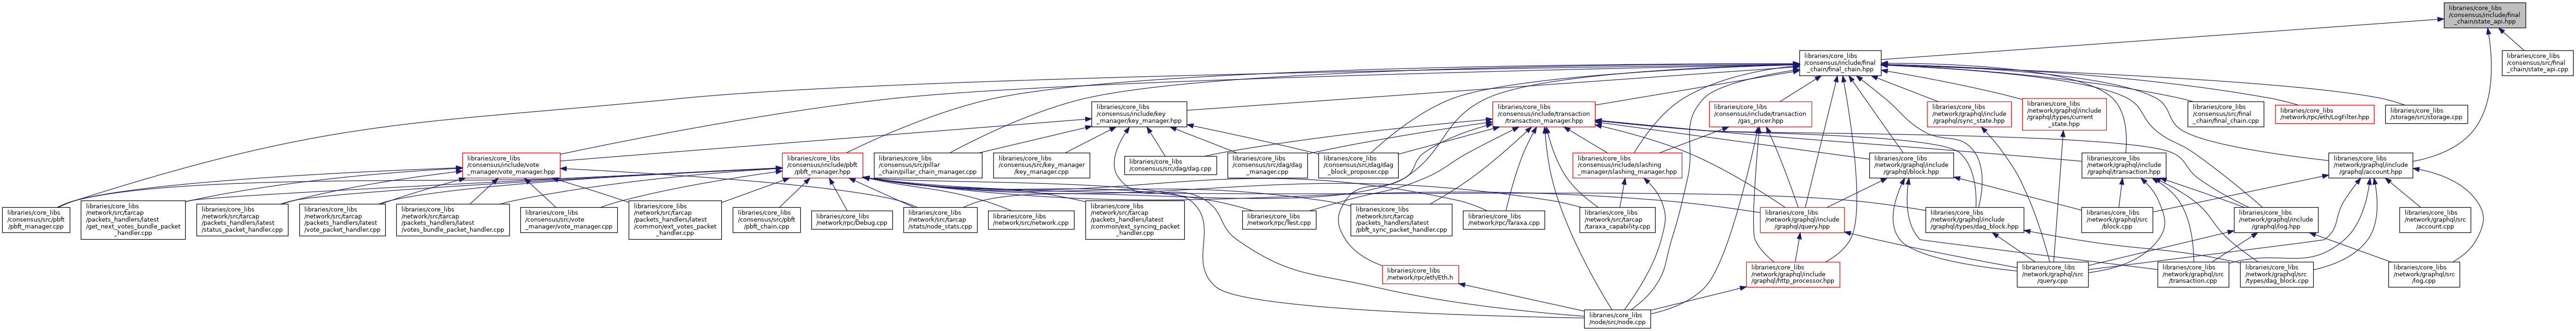 libraries/core_libs
/consensus/include/final
_chain/state_api.hpp
libraries/core_libs
/consensus/include/final
_chain/final_chain.hpp
libraries/core_libs
/consensus/src/final
_chain/state_api.cpp
libraries/core_libs
/consensus/include/key
_manager/key_manager.hpp
libraries/core_libs
/consensus/include/transaction
/transaction_manager.hpp
libraries/core_libs
/consensus/include/transaction
/gas_pricer.hpp
libraries/core_libs
/network/graphql/include
/graphql/sync_state.hpp
libraries/core_libs
/network/graphql/include
/graphql/types/current
_state.hpp
libraries/core_libs
/consensus/src/final
_chain/final_chain.cpp
libraries/core_libs
/network/rpc/eth/LogFilter.hpp
libraries/core_libs
/storage/src/storage.cpp
libraries/core_libs
/consensus/include/vote
_manager/vote_manager.hpp
libraries/core_libs
/consensus/include/pbft
/pbft_manager.hpp
libraries/core_libs
/consensus/src/pillar
_chain/pillar_chain_manager.cpp
libraries/core_libs
/consensus/src/key_manager
/key_manager.cpp
libraries/core_libs
/consensus/src/dag/dag.cpp
libraries/core_libs
/consensus/src/dag/dag
_manager.cpp
libraries/core_libs
/consensus/src/dag/dag
_block_proposer.cpp
libraries/core_libs
/consensus/include/slashing
_manager/slashing_manager.hpp
libraries/core_libs
/network/graphql/include
/graphql/block.hpp
libraries/core_libs
/network/graphql/include
/graphql/transaction.hpp
libraries/core_libs
/network/graphql/include
/graphql/account.hpp
libraries/core_libs
/consensus/src/pbft
/pbft_manager.cpp
libraries/core_libs
/network/src/tarcap
/packets_handlers/latest
/get_next_votes_bundle_packet
_handler.cpp
libraries/core_libs
/network/src/tarcap
/packets_handlers/latest
/status_packet_handler.cpp
libraries/core_libs
/network/src/tarcap
/packets_handlers/latest
/vote_packet_handler.cpp
libraries/core_libs
/network/src/tarcap
/packets_handlers/latest
/votes_bundle_packet_handler.cpp
libraries/core_libs
/consensus/src/vote
_manager/vote_manager.cpp
libraries/core_libs
/network/src/tarcap
/packets_handlers/latest
/common/ext_votes_packet
_handler.cpp
libraries/core_libs
/consensus/src/pbft
/pbft_chain.cpp
libraries/core_libs
/network/rpc/Debug.cpp
libraries/core_libs
/network/src/tarcap
/stats/node_stats.cpp
libraries/core_libs
/network/src/network.cpp
libraries/core_libs
/network/src/tarcap
/packets_handlers/latest
/common/ext_syncing_packet
_handler.cpp
libraries/core_libs
/network/rpc/Test.cpp
libraries/core_libs
/network/src/tarcap
/packets_handlers/latest
/pbft_sync_packet_handler.cpp
libraries/core_libs
/network/rpc/Taraxa.cpp
libraries/core_libs
/network/src/tarcap
/taraxa_capability.cpp
libraries/core_libs
/network/graphql/include
/graphql/query.hpp
libraries/core_libs
/network/graphql/include
/graphql/types/dag_block.hpp
libraries/core_libs
/network/graphql/src
/block.cpp
libraries/core_libs
/network/graphql/include
/graphql/log.hpp
libraries/core_libs
/network/graphql/src
/account.cpp
libraries/core_libs
/network/rpc/eth/Eth.h
libraries/core_libs
/network/graphql/include
/graphql/http_processor.hpp
libraries/core_libs
/network/graphql/src
/query.cpp
libraries/core_libs
/network/graphql/src
/transaction.cpp
libraries/core_libs
/network/graphql/src
/types/dag_block.cpp
libraries/core_libs
/network/graphql/src
/log.cpp
libraries/core_libs
/node/src/node.cpp